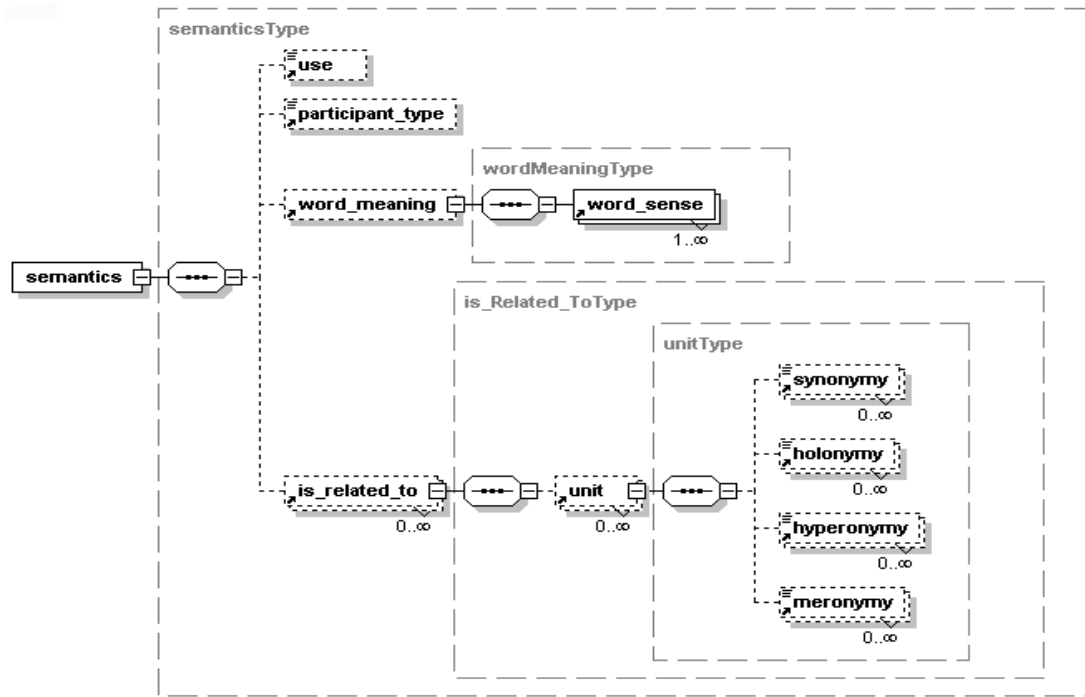 semanticsType
use
participant_type
wordMeaningType
word_meaning
word_sense
1..∞
semantics
is_Related_ToType
unitType
synonymy
0..∞
holonymy
0..∞
is_related_to
0..∞
unit
0..∞
hyperonymy
0..∞
meronymy
0..∞